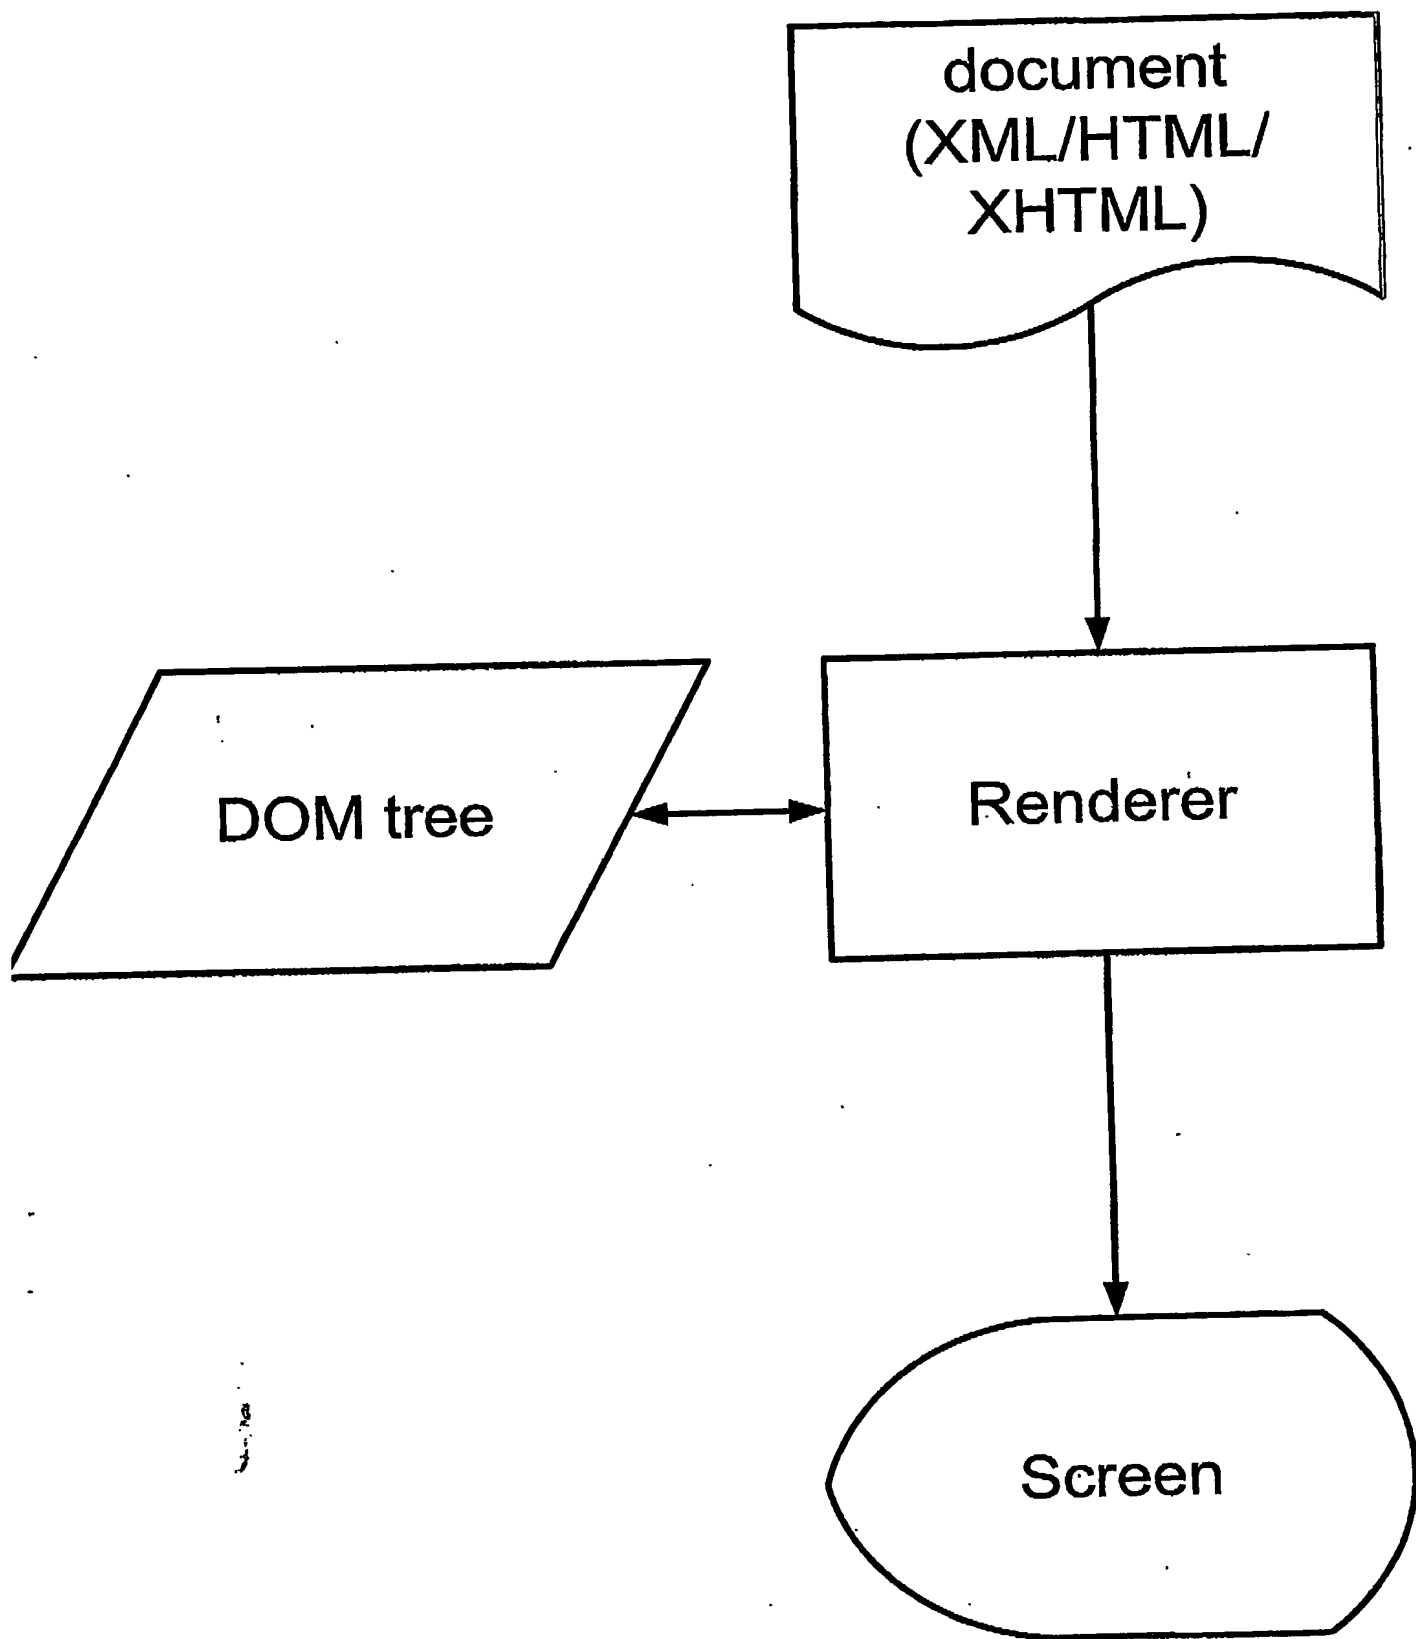 document
(XML/HTML/
XHTML)
DOM tree
Renderer
Screen